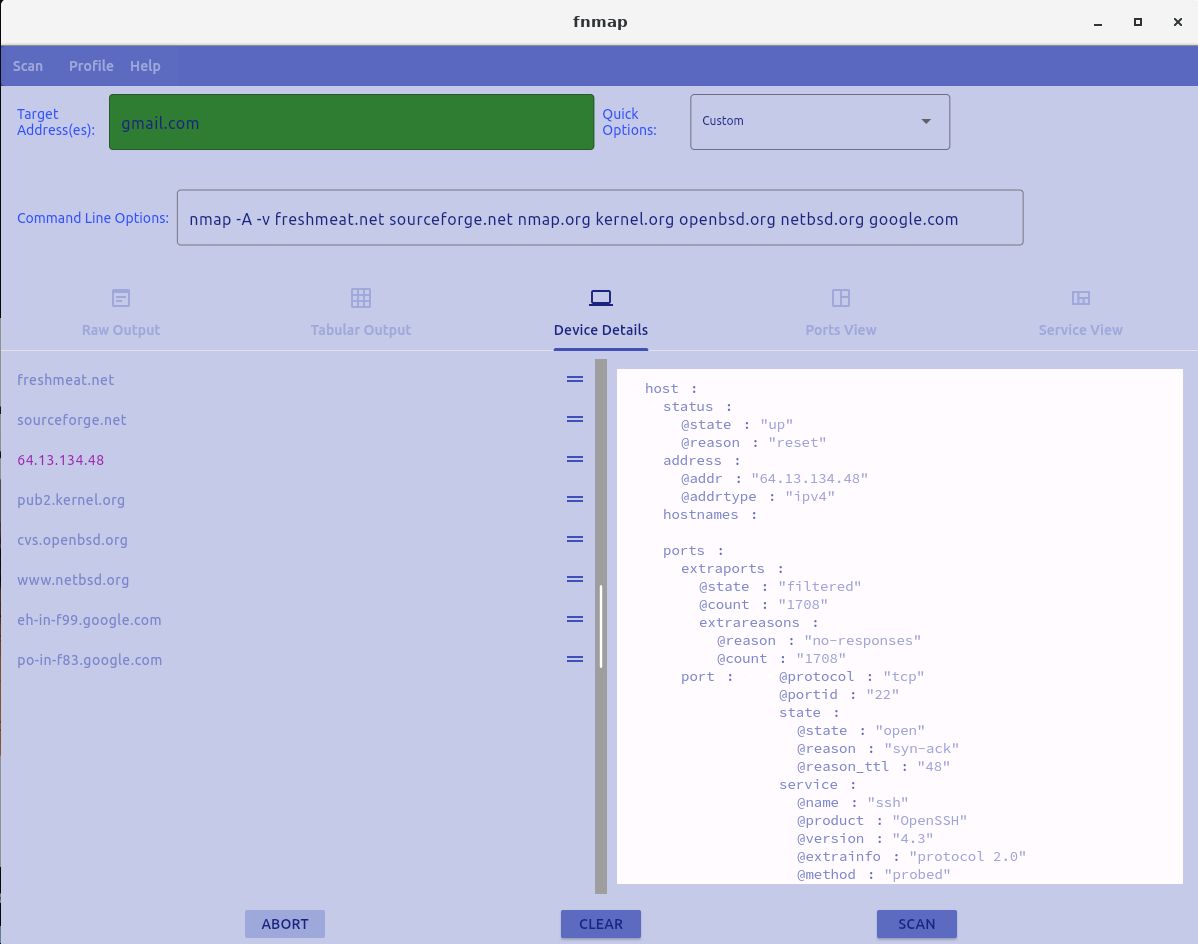 fnmap
Scan Profile Help
Target Address(es):
gmail.com
Quick Options:
Custom
Command Line Options:
nmap -A -v freshmeat.net sourceforge.net nmap.org kernel.org openbsd.org netbsd.org google.com
Raw Output
Tabular Output
Device Details
Ports View
Service View
freshmeat.net
sourceforge.net
64.13.134.48
pub2.kernel.org
cvs.openbsd.org
www.netbsd.org
eh-in-f99.google.com
po-in-f83.google.com
host :
status :
@state : "up"
@reason : "reset"
address :
@addr : "64.13.134.48"
@addrtype : "ipv4"
hostnames :
ports :
extraports :
@state : "filtered"
@count : "1708"
extrareasons :
@reason : "no-responses"
@count : "1708"
port : @protocol : "tcp"
@portid : "22"
state :
@state : "open"
@reason : "syn-ack"
@reason_ttl : "48"
service :
@name : "ssh"
@product : "OpenSSH"
@version : "4.3"
@extrainfo : "protocol 2.0"
@method : "probed"
ABORT
CLEAR
SCAN